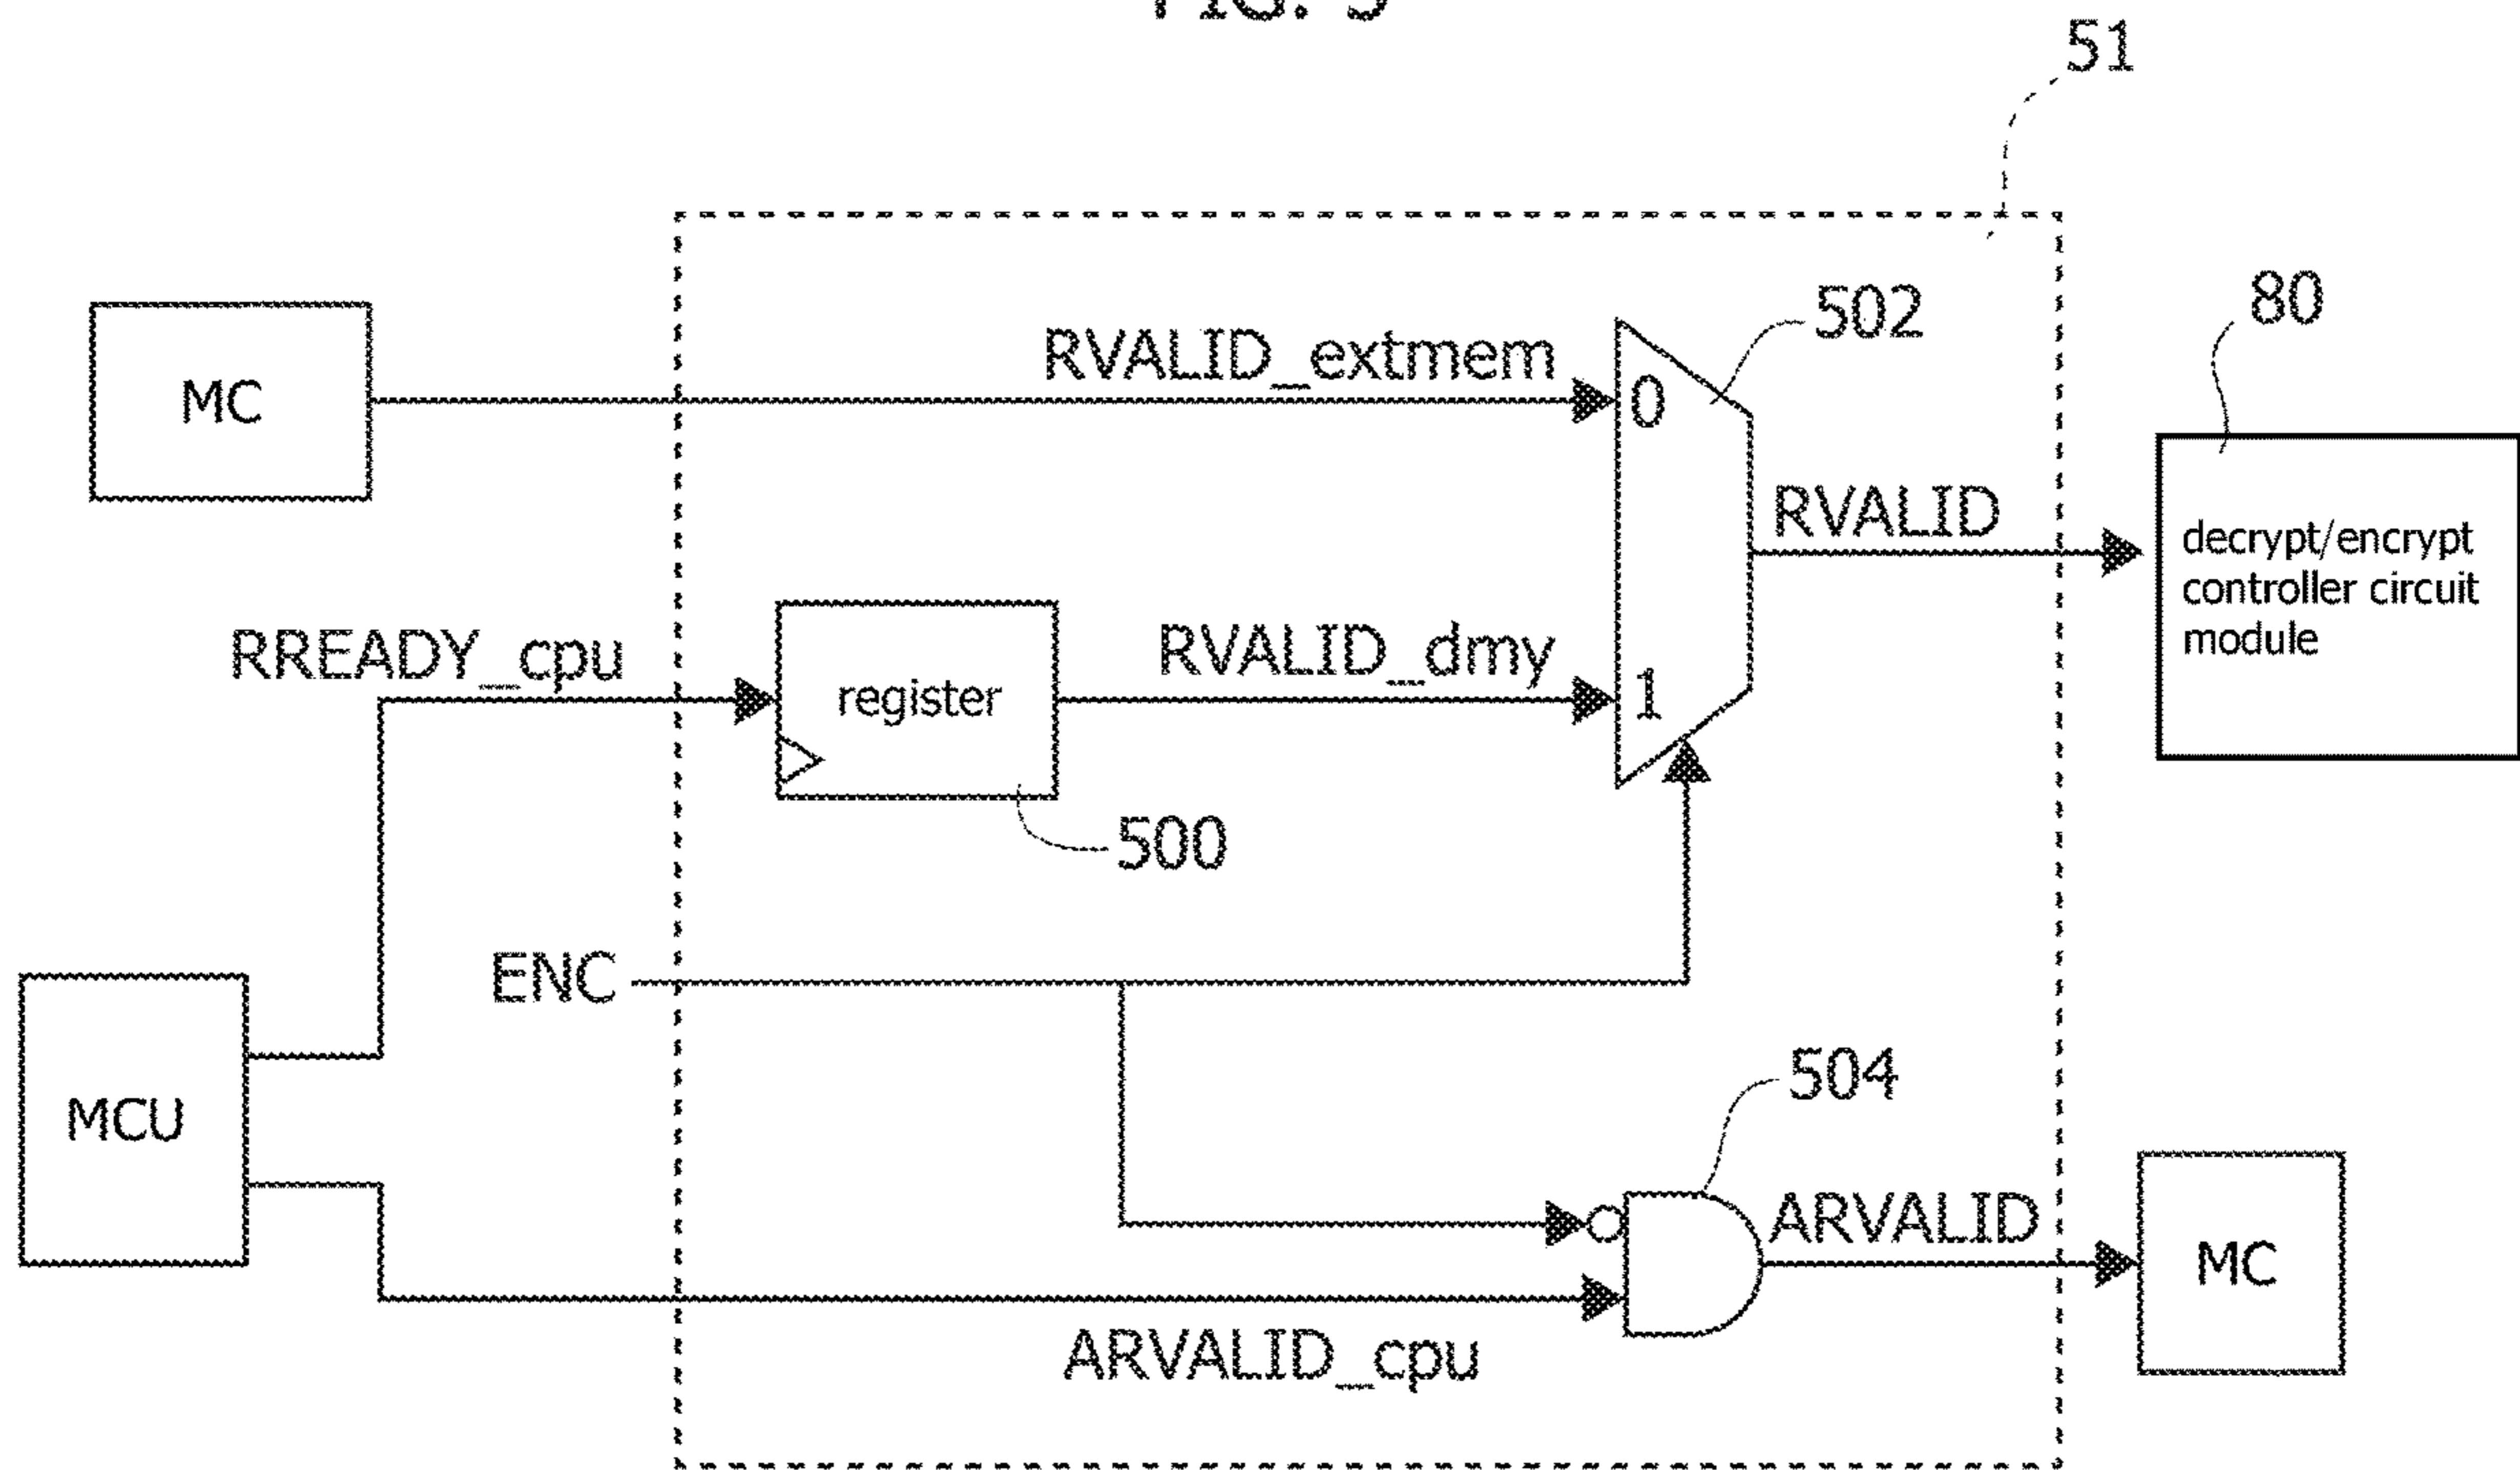 51
80
502
RVALID_extmem
MC
0
RVALID
decrypt/encrypt
controller circuit
module
RREADY_cpu
RVALID_dmy
register
1
500
ENC
504
MCU
ARVALID
MC
ARVALID_cpu